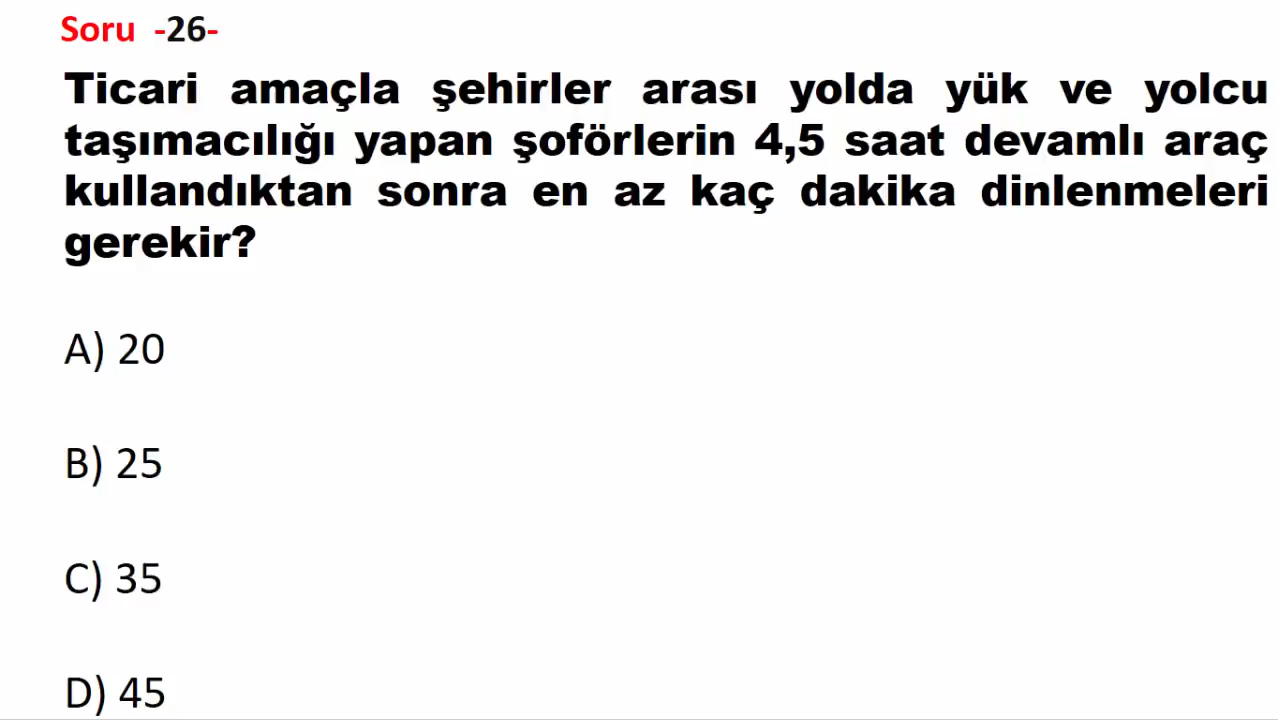 Soru -26-
Ticari amaçla şehirler arası yolda yük ve yolcu
taşımacılığı yapan şoförlerin 4,5 saat devamlı araç
kullandıktan sonra en az kaç dakika dinlenmeleri
gerekir?
A) 20
B) 25
C) 35
D) 45